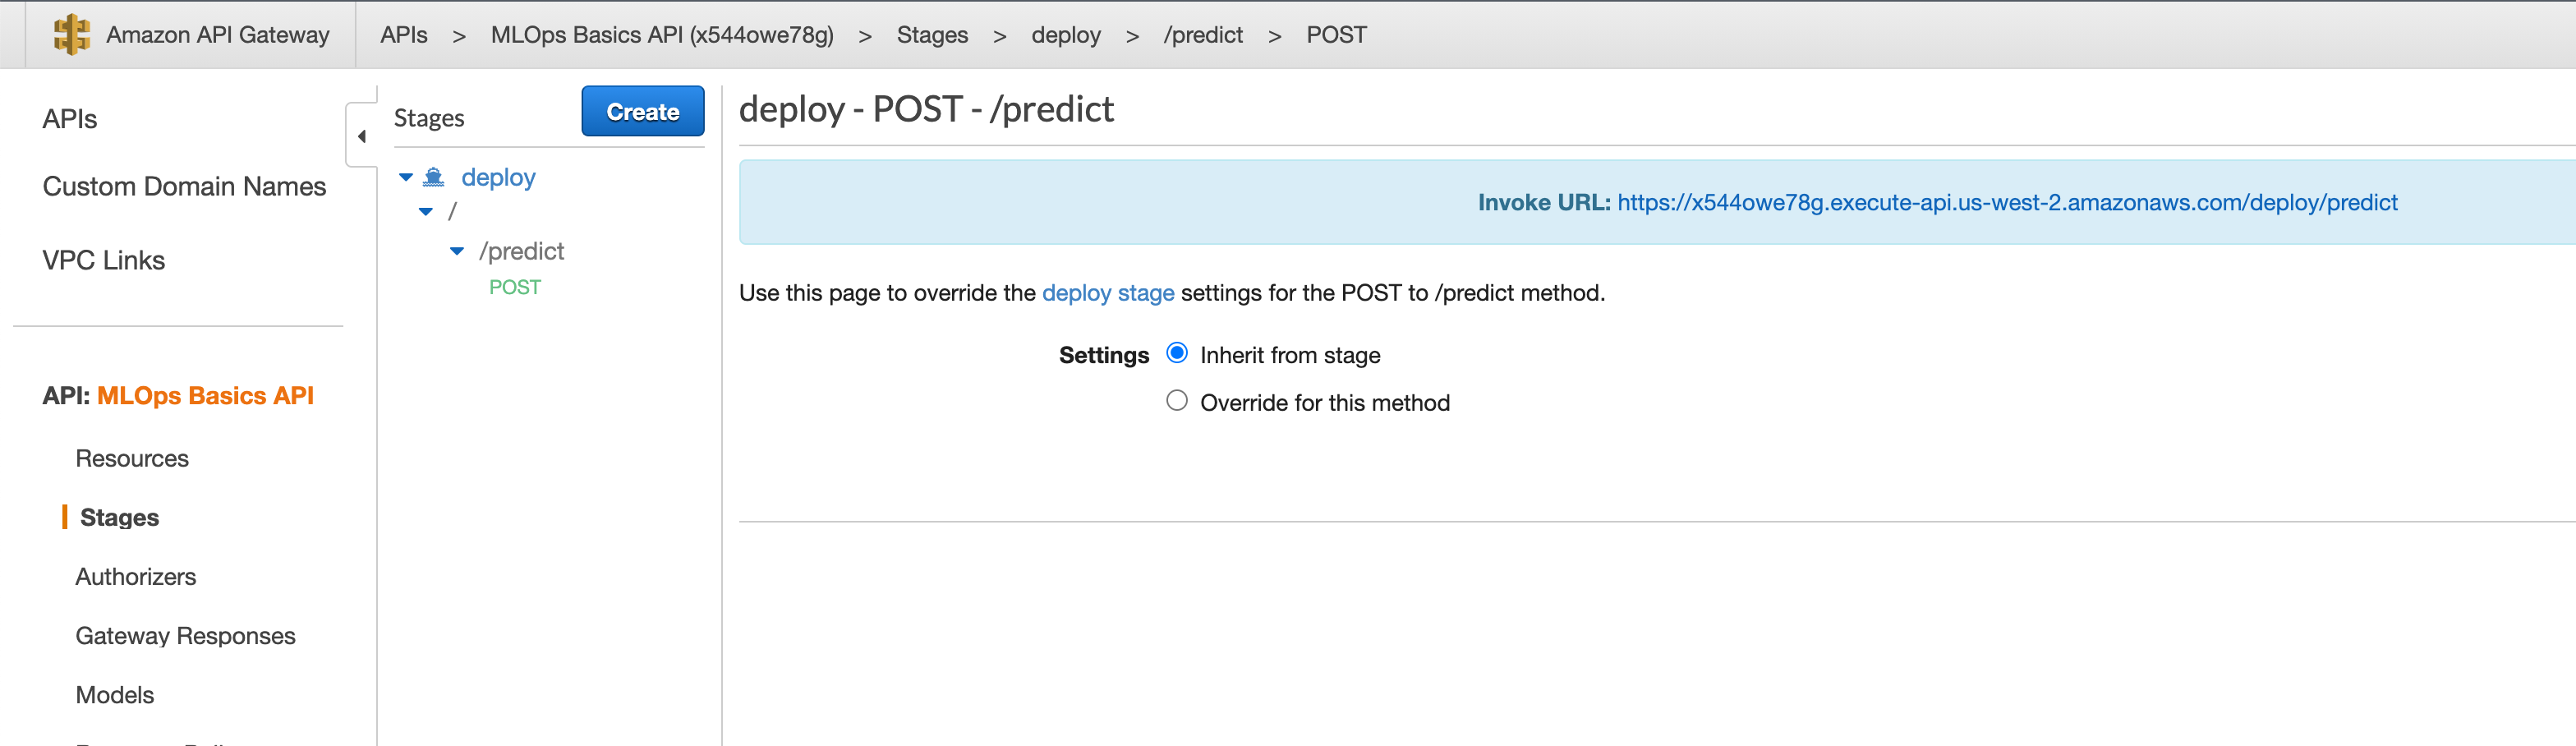 Amazon API Gateway
APIs > MLOps Basics API (x544owe78g) > Stages > deploy > /predict > POST
APIs
Custom Domain Names
VPC Links
API: MLOps Basics API
Resources
Stages
Authorizers
Gateway Responses
Models
Stages
Create
deploy
/
/predict
POST
deploy - POST - /predict
Invoke URL: https://x544owe78g.execute-api.us-west-2.amazonaws.com/deploy/predict
Use this page to override the deploy stage settings for the POST to /predict method.
Settings
Inherit from stage
Override for this method